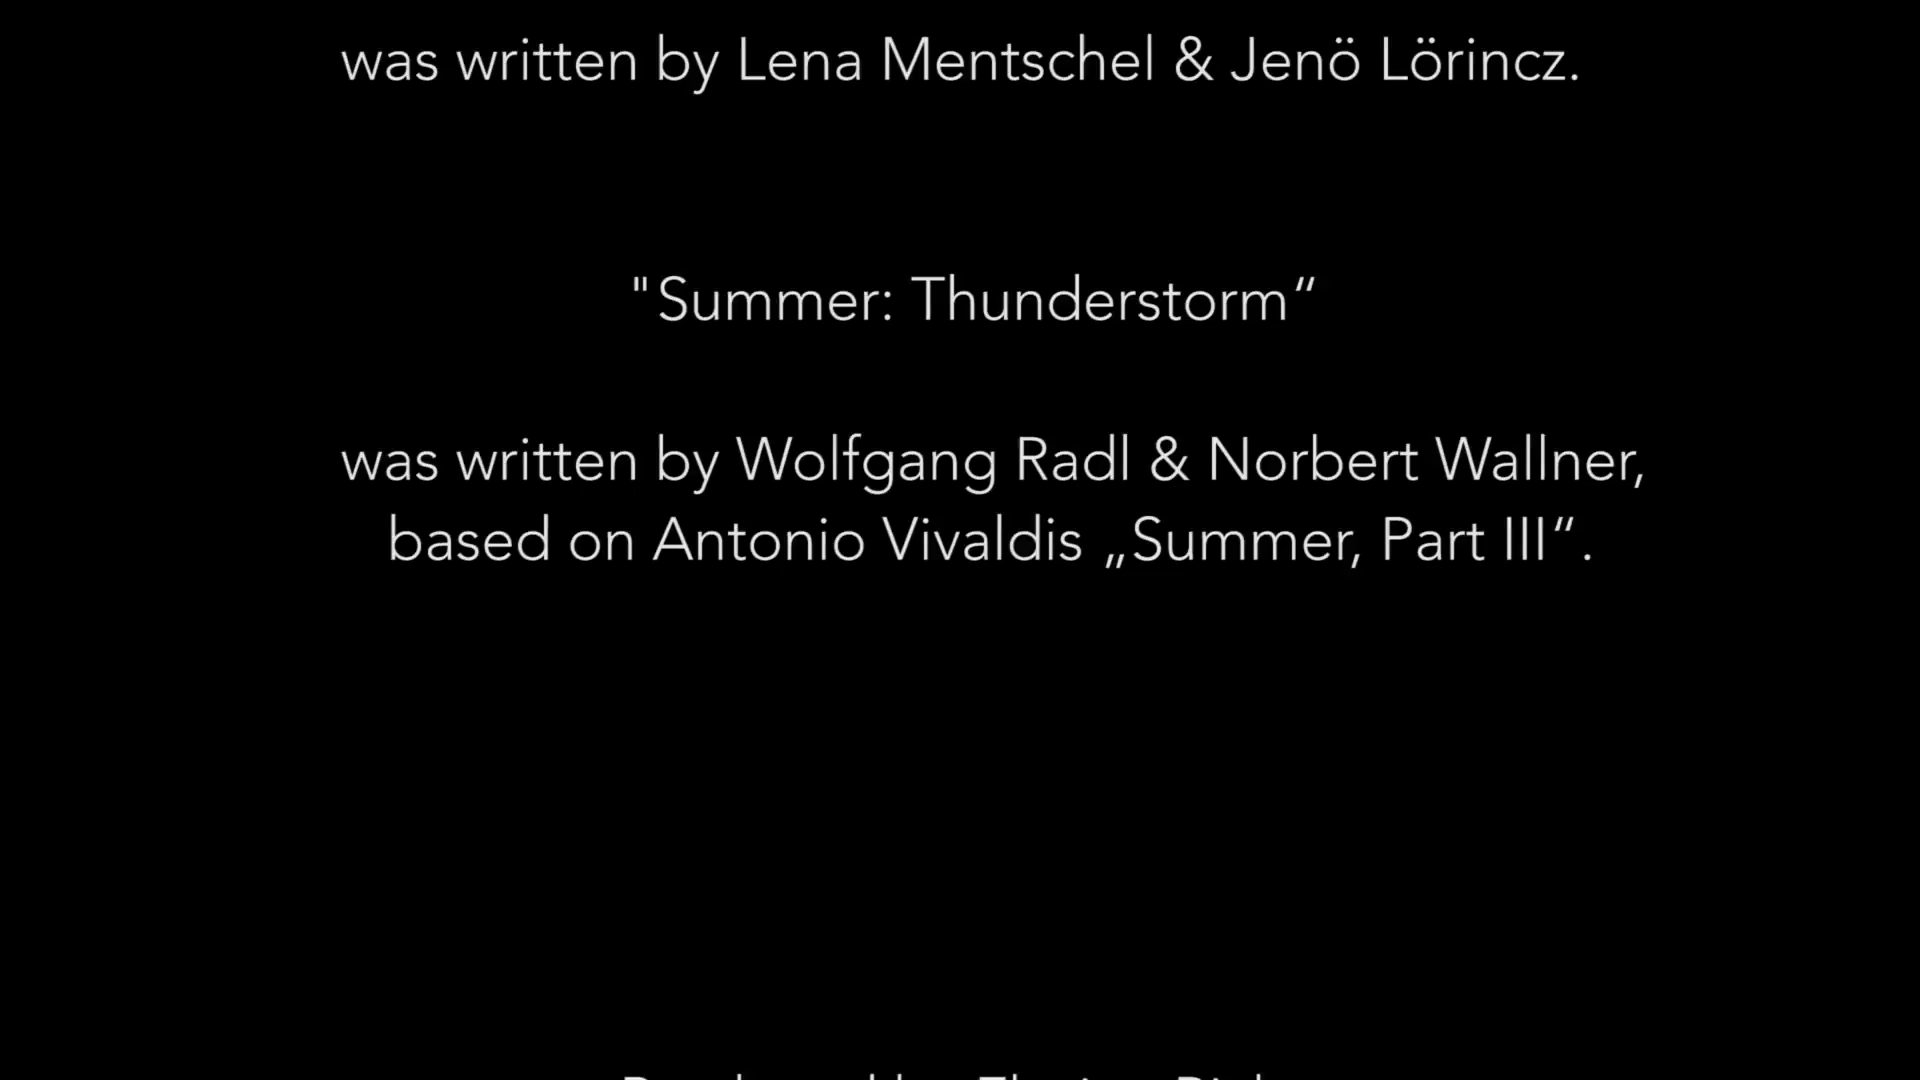 was written by Lena Mentschel & Jenö Lörincz.
"Summer: Thunderstorm“
was written by Wolfgang Radl & Norbert Wallner,
based on Antonio Vivaldis „Summer, Part III“.